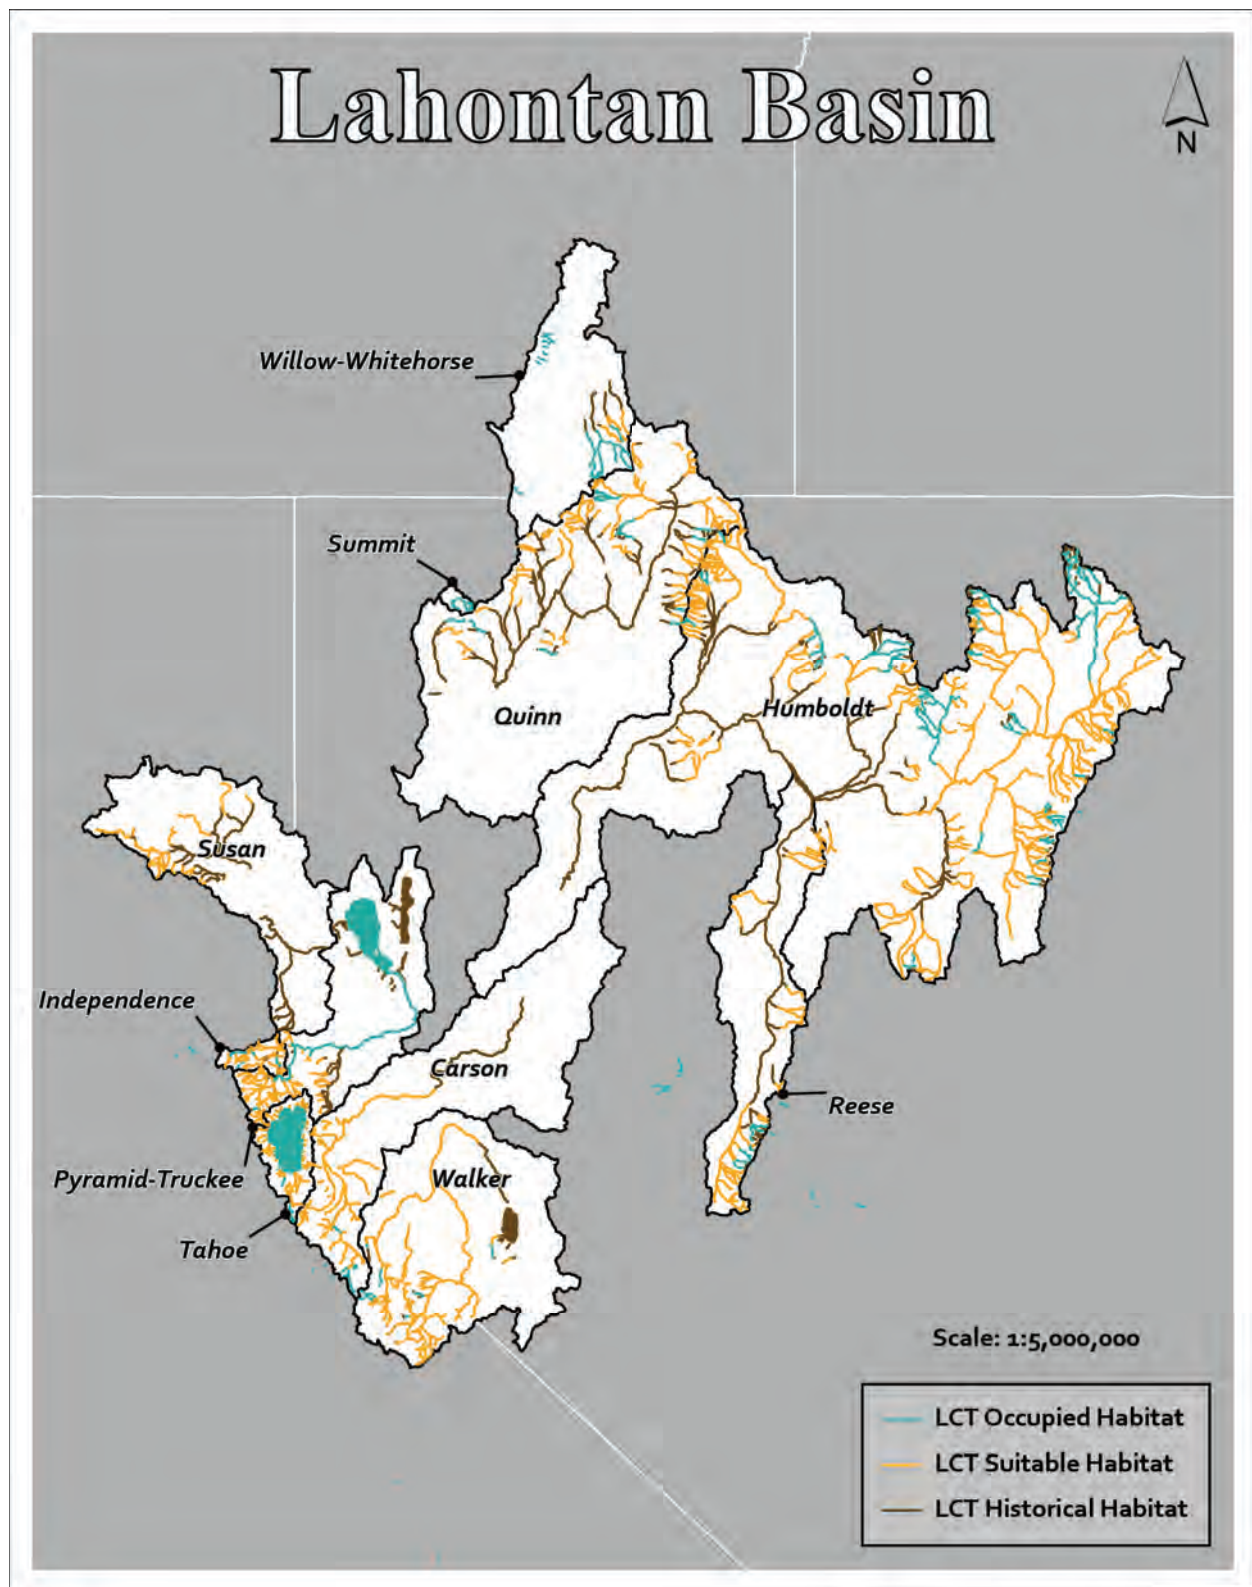 Lahontan Basin
N
Willow-Whitehorse
Summit
Quinn
Humboldt
Susan
Independence
Carson
Reese
Pyramid-Truckee
Walker
Tahoe
Scale: 1:5,000,000
LCT Occupied Habitat
LCT Suitable Habitat
LCT Historical Habitat